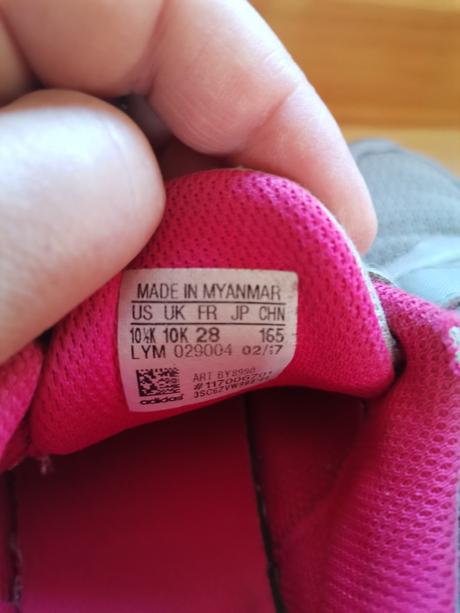 MADE IN MYANMAR
US UK FR JP CHN
10½K 10K 28 165
LYM 029004 02/17
ART BY8990
adidas